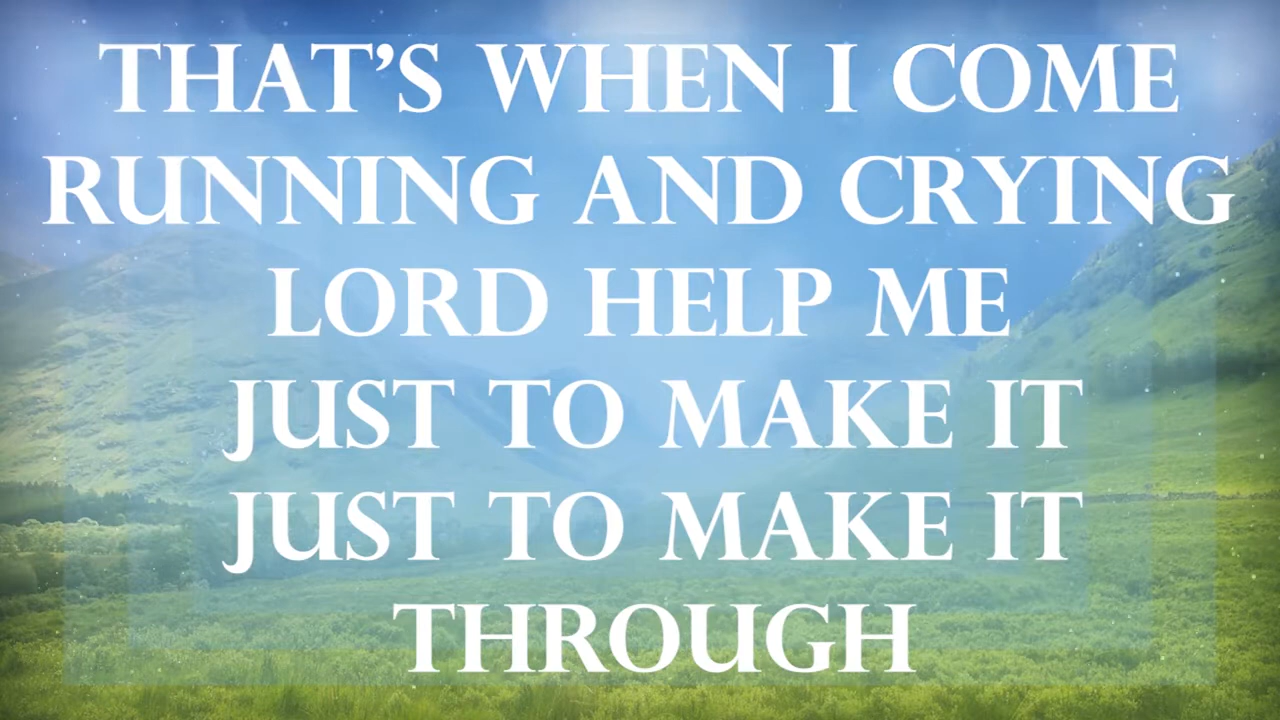 THAT'S WHEN I COME
RUNNING AND CRYING
LORD HELP ME
JUST TO MAKE IT
JUST TO MAKE IT
THROUGH